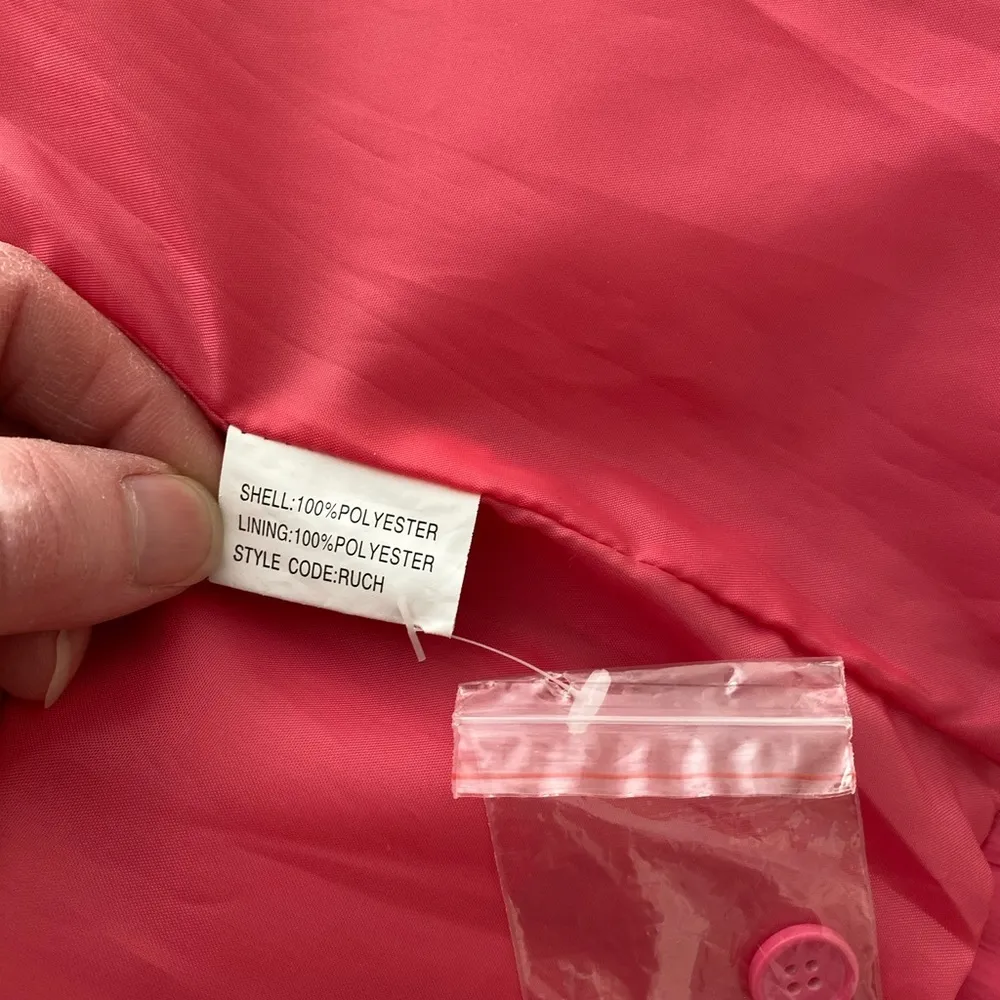 SHELL:100%POLYESTER
LINING:100%POLYESTER
STYLE CODE:RUCH